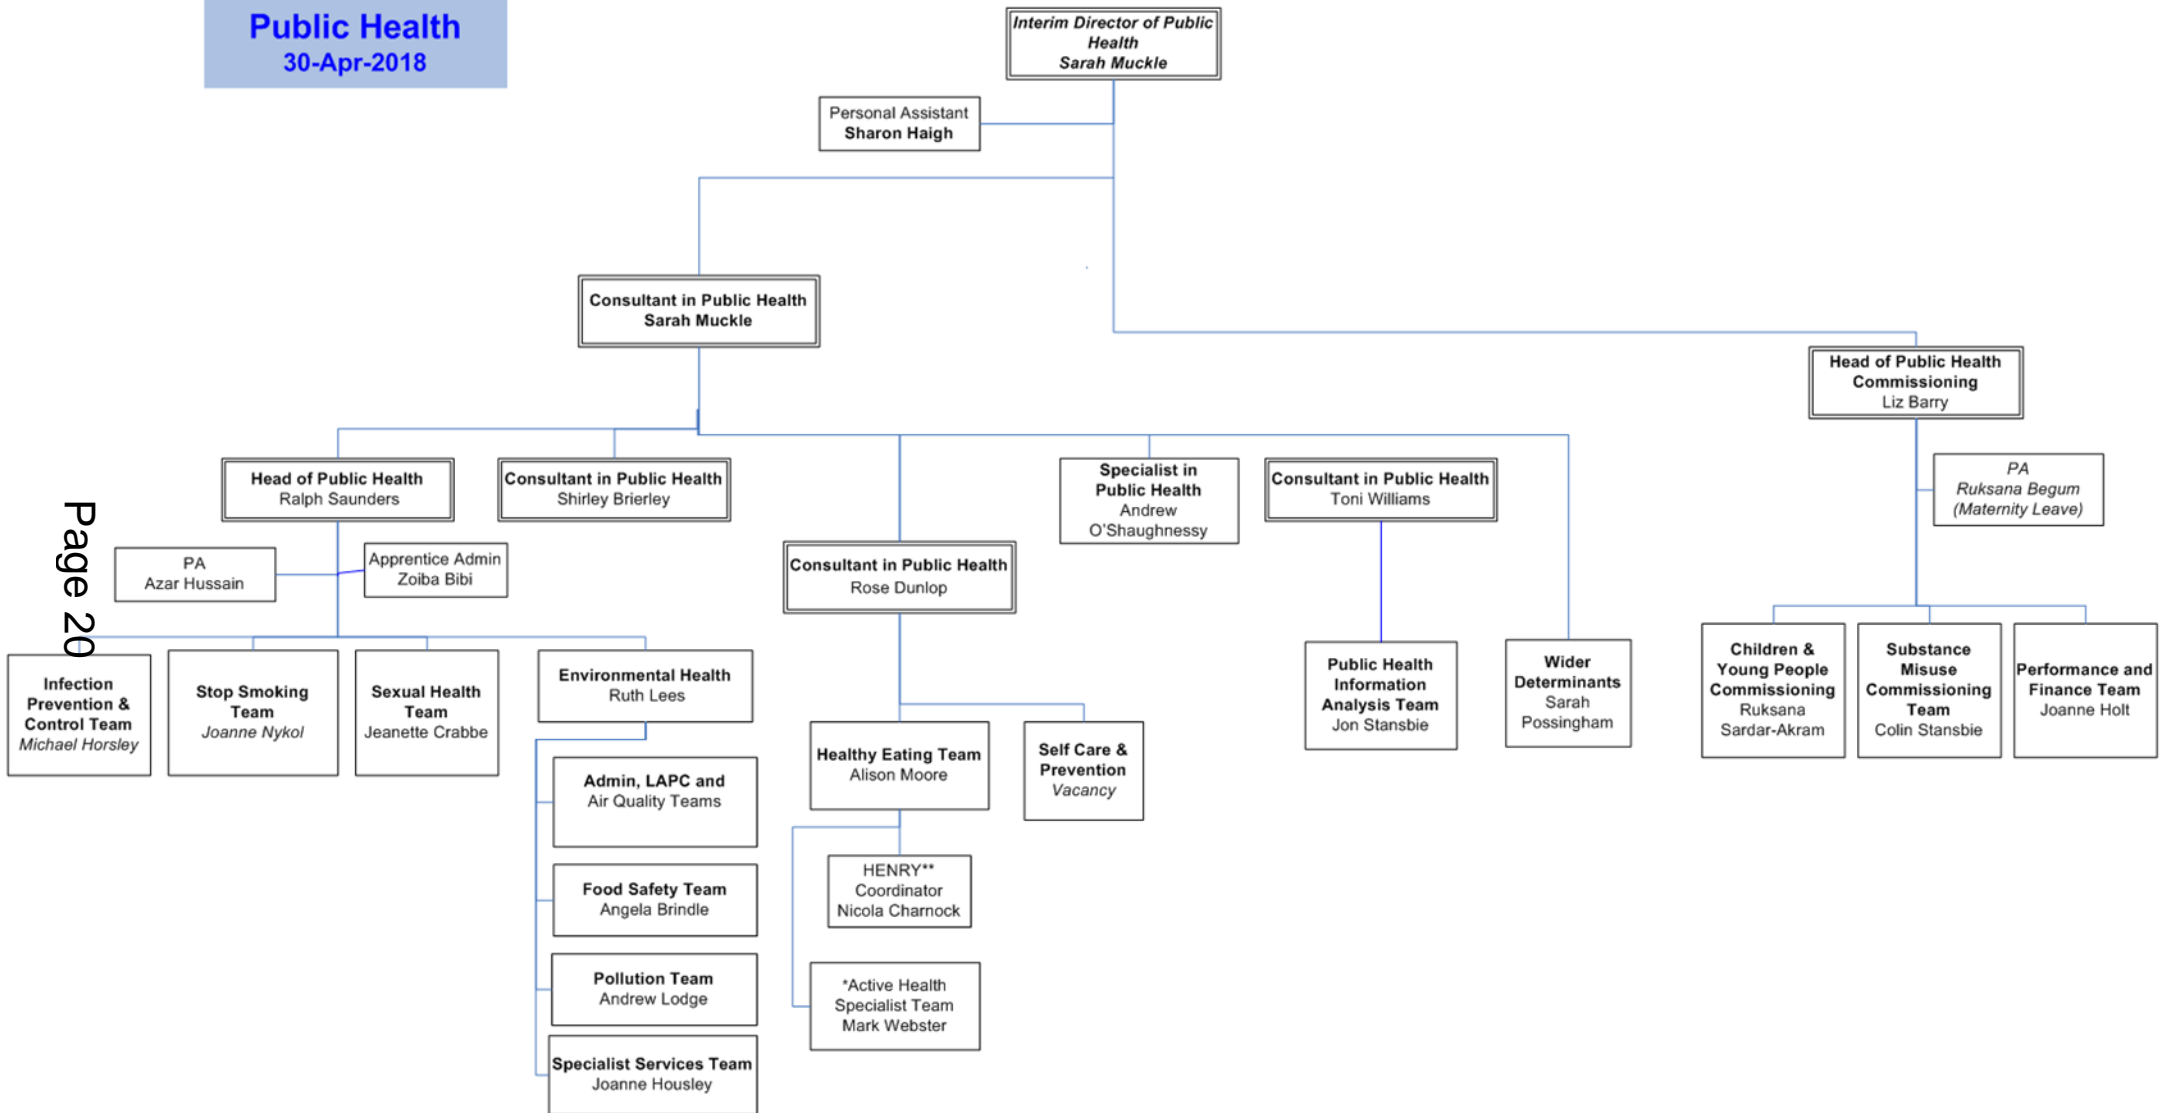 Public Health
30-Apr-2018
Interim Director of Public
Health
Sarah Muckle
Personal Assistant
Sharon Haigh
Consultant in Public Health
Sarah Muckle
Head of Public Health
Commissioning
Liz Barry
PA
Ruksana Begum
(Maternity Leave)
Head of Public Health
Ralph Saunders
Consultant in Public Health
Shirley Brierley
Specialist in
Public Health
Andrew
O'Shaughnessy
Consultant in Public Health
Toni Williams
Page 20
PA
Azar Hussain
Apprentice Admin
Zoiba Bibi
Consultant in Public Health
Rose Dunlop
Infection
Prevention &
Control Team
Michael Horsley
Stop Smoking
Team
Joanne Nykol
Sexual Health
Team
Jeanette Crabbe
Environmental Health
Ruth Lees
Admin, LAPC and
Air Quality Teams
Food Safety Team
Angela Brindle
Pollution Team
Andrew Lodge
Specialist Services Team
Joanne Housley
Healthy Eating Team
Alison Moore
Self Care &
Prevention
Vacancy
HENRY**
Coordinator
Nicola Charnock
*Active Health
Specialist Team
Mark Webster
Public Health
Information
Analysis Team
Jon Stansbie
Wider
Determinants
Sarah
Possingham
Children &
Young People
Commissioning
Ruksana
Sardar-Akram
Substance
Misuse
Commissioning
Team
Colin Stansbie
Performance and
Finance Team
Joanne Holt